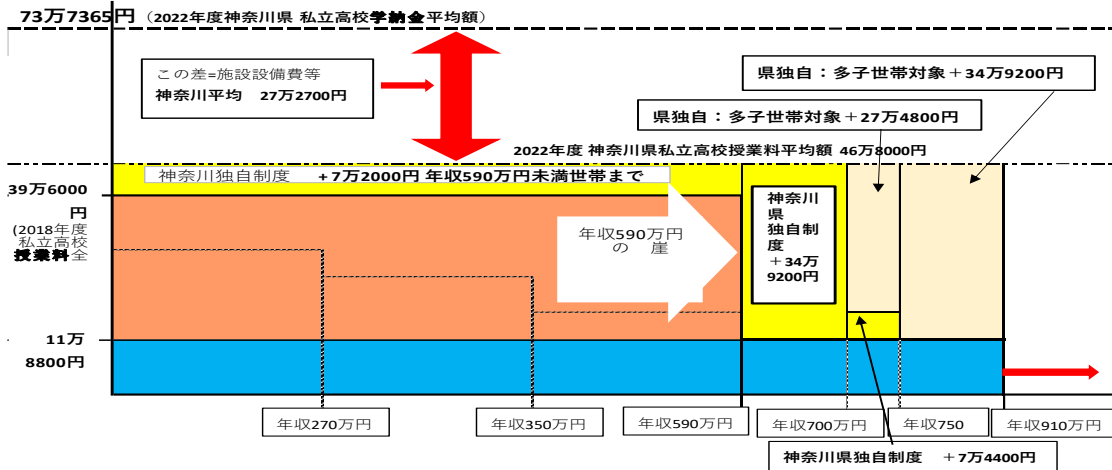 73万7365円（2022年度神奈川県 私立高校学納金平均額）
この差=施設設備費等
神奈川平均　27万2700円
県独自：多子世帯対象＋34万9200円
県独自：多子世帯対象＋27万4800円
2022年度 神奈川県私立高校授業料平均額 46万8000円
神奈川独自制度　+7万2000円 年収590万円未満世帯まで
39万6000
円
(2018年度
私立高校
授業料全
年収590万円
の　崖
神奈川
県
独自制
度
＋34万
9200円
11万
8800円
年収270万円
年収350万円
年収590万円
年収700万円
年収750
年収910万円
神奈川県独自制度　＋7万4400円